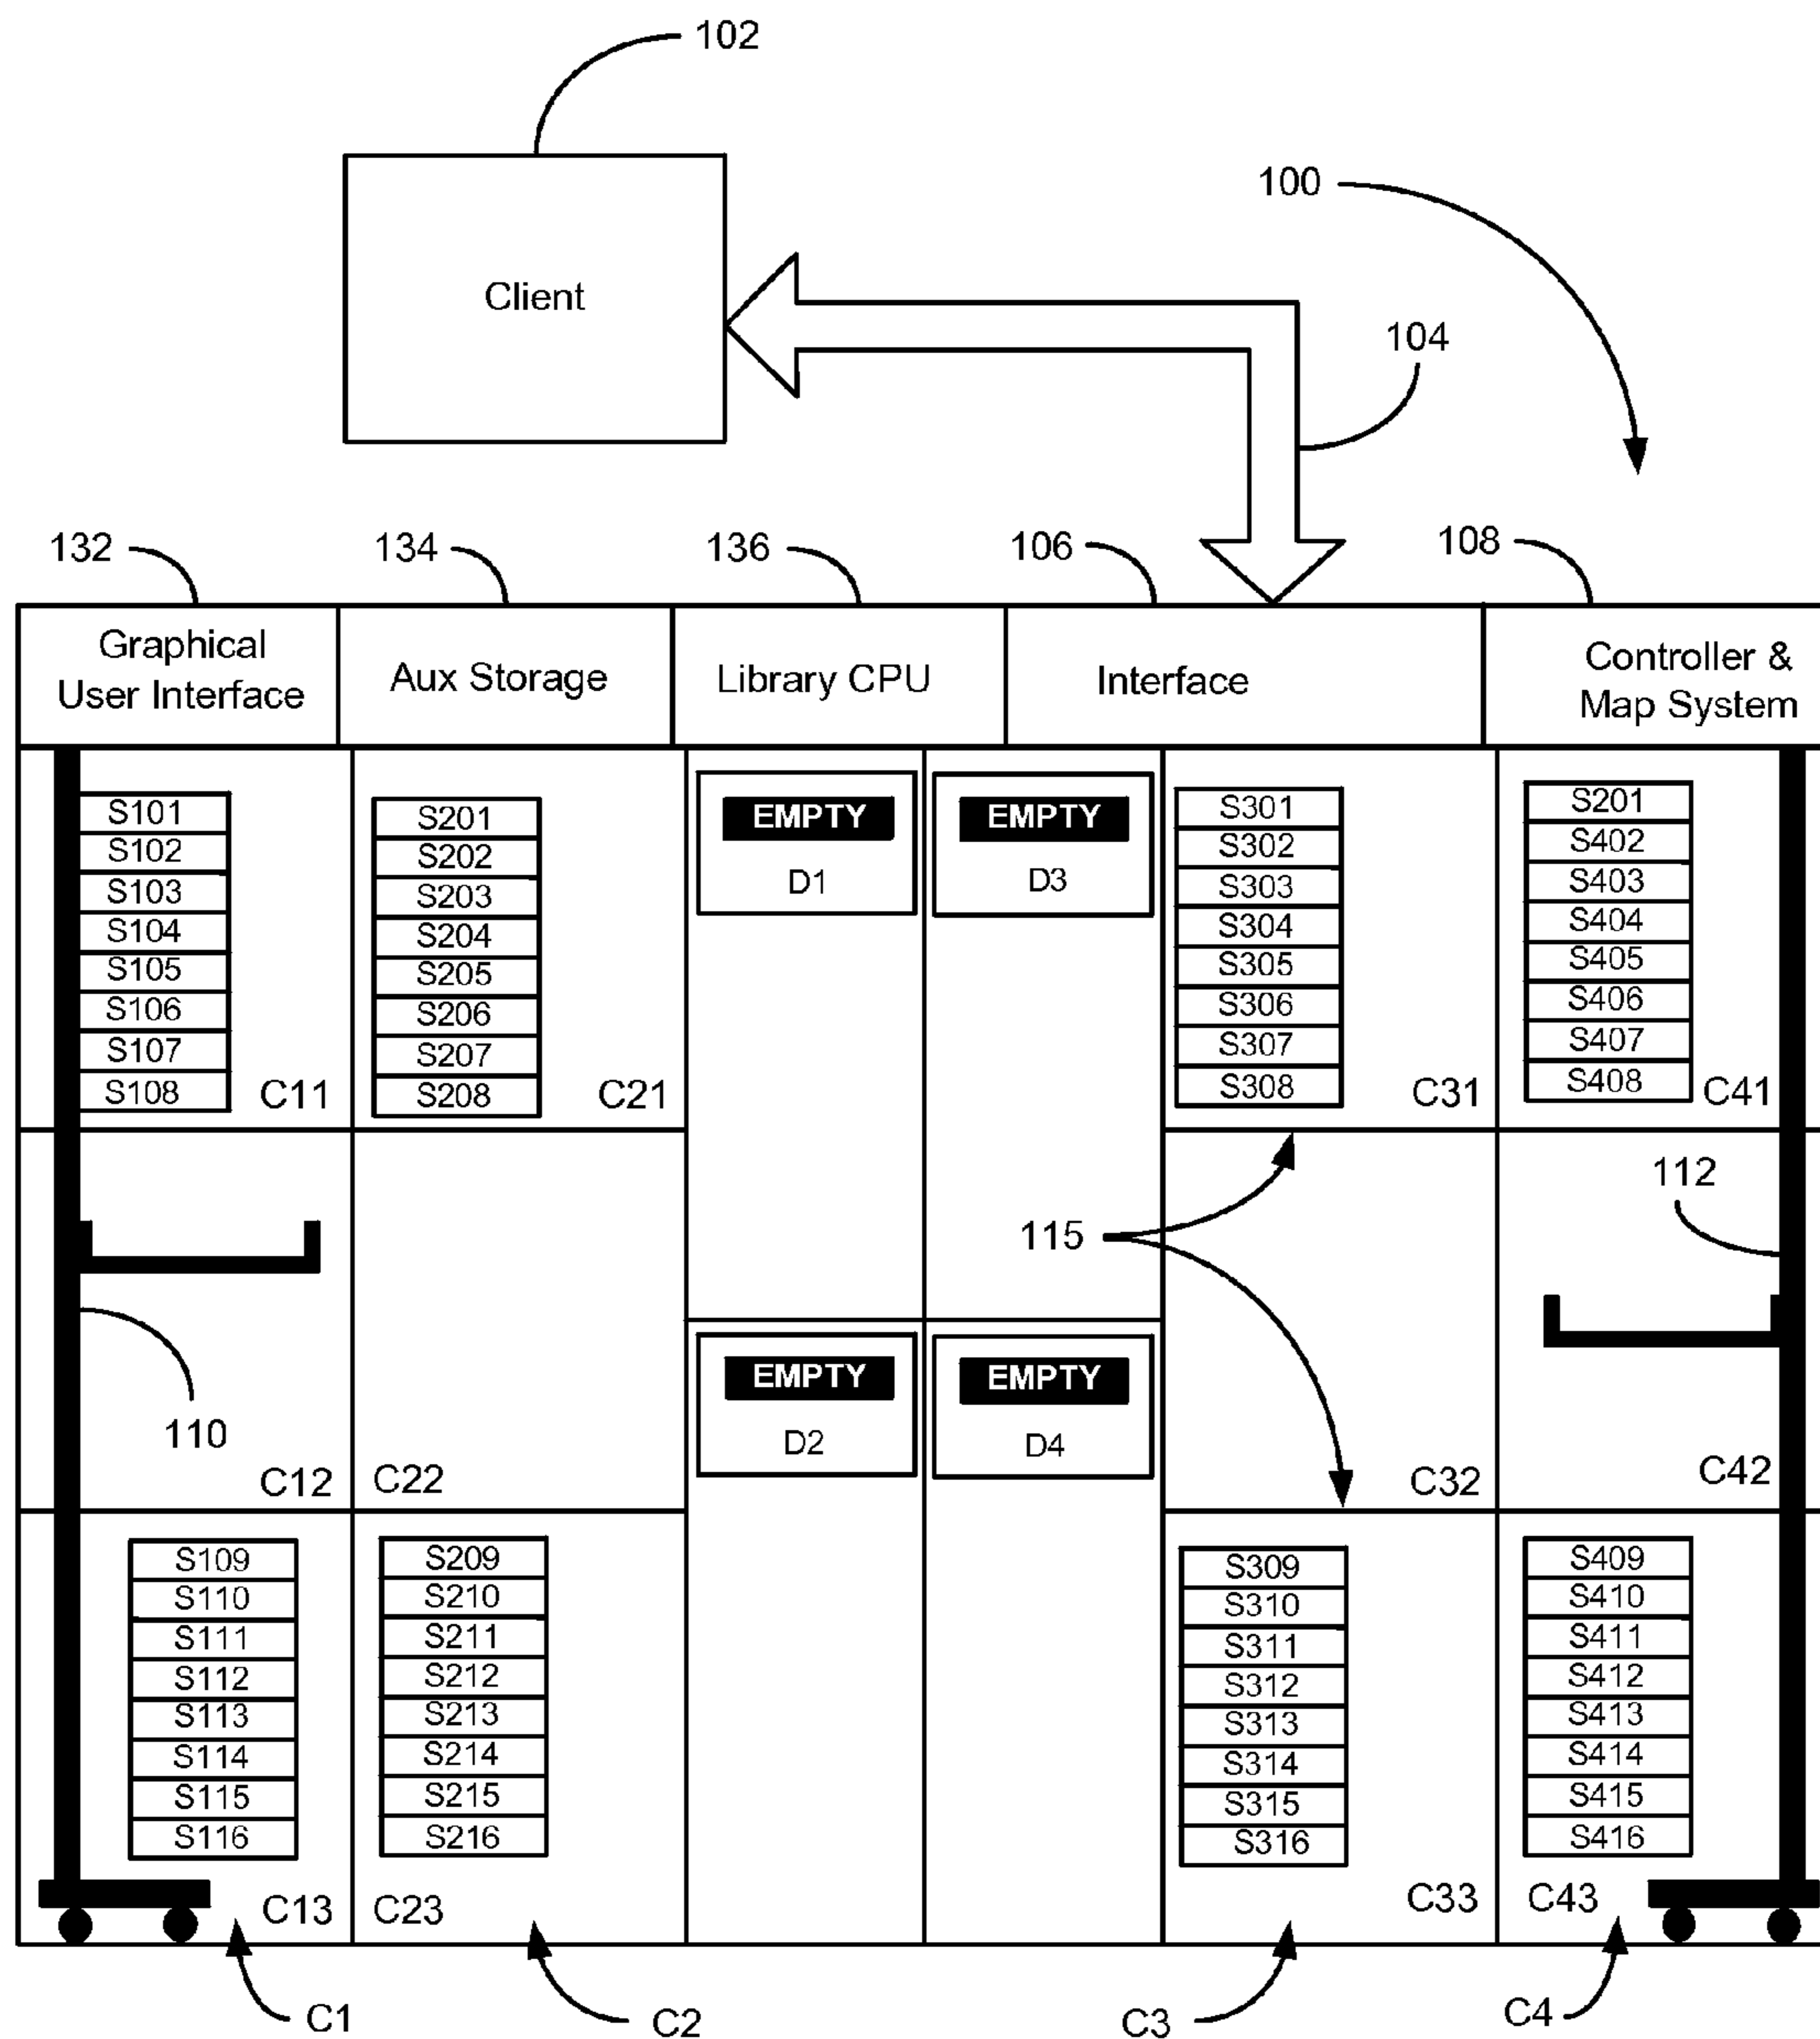 102
100
Client
104
132
134
136
106
108
Graphical
User Interface
Aux Storage
Library CPU
Interface
Controller &
Map System
S101
S102
S103
S104
S105
S106
S107
S108
C11
S201
S202
S203
S204
S205
S206
S207
S208
C21
EMPTY
D1
EMPTY
D3
S301
S302
S303
S304
S305
S306
S307
S308
C31
S201
S402
S403
S404
S405
S406
S407
S408
C41
115
112
110
C12
C22
EMPTY
D2
EMPTY
D4
C32
C42
S109
S110
S111
S112
S113
S114
S115
S116
C13
S209
S210
S211
S212
S213
S214
S215
S216
C23
S309
S310
S311
S312
S313
S314
S315
S316
C33
S409
S410
S411
S412
S413
S414
S415
S416
C43
C1
C2
C3
C4